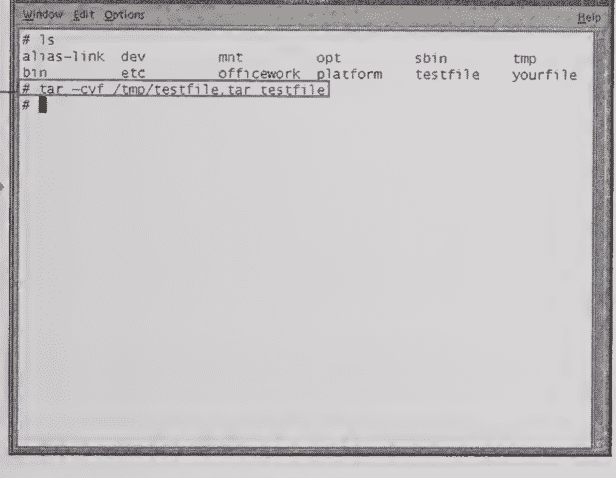 Window Edit Options Help
# ls
alias-link dev mnt opt sbin tmp
bin etc officework platform testfile yourfile
# tar -cvf /tmp/testfile.tar testfile
#